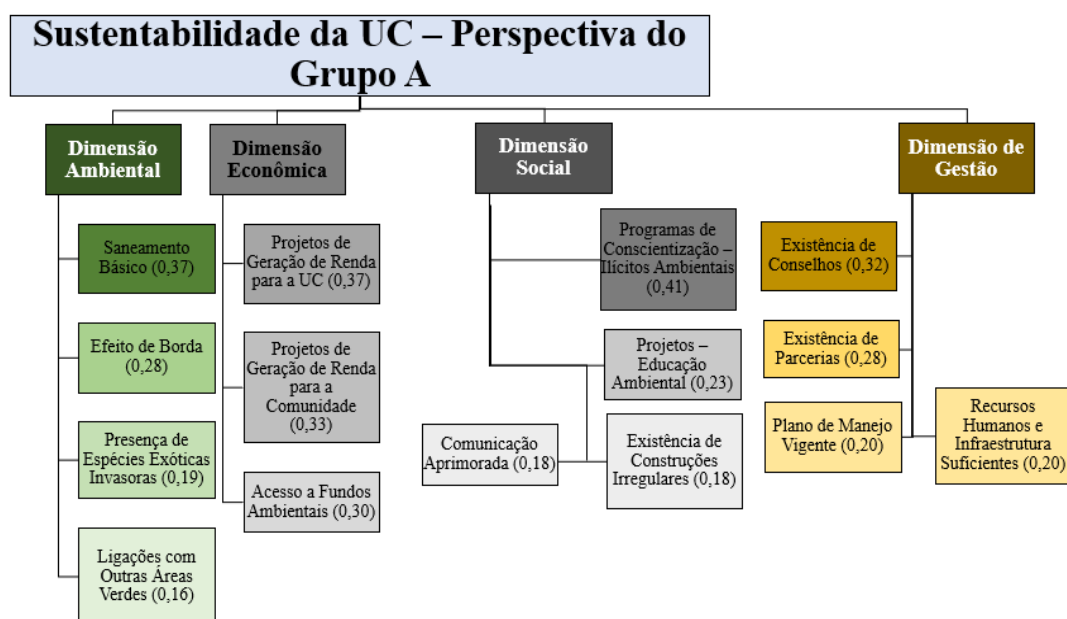 Sustentabilidade da UC – Perspectiva do
Grupo A
Dimensão
Ambiental
Saneamento
Básico (0,37)
Efeito de Borda
(0,28)
Presença de
Espécies Exóticas
Invasoras (0,19)
Ligações com
Outras Áreas
Verdes (0,16)
Dimensão
Econômica
Projetos de
Geração de Renda
para a UC (0,37)
Projetos de
Geração de Renda
para a
Comunidade
(0,33)
Acesso a Fundos
Ambientais (0,30)
Dimensão
Social
Programas de
Conscientização –
Ilícitos Ambientais
(0,41)
Projetos –
Educação
Ambiental (0,23)
Comunicação
Aprimorada (0,18)
Existência de
Construções
Irregulares (0,18)
Dimensão de
Gestão
Existência de
Conselhos (0,32)
Existência de
Parcerias (0,28)
Plano de Manejo
Vigente (0,20)
Recursos
Humanos e
Infraestrutura
Suficientes (0,20)